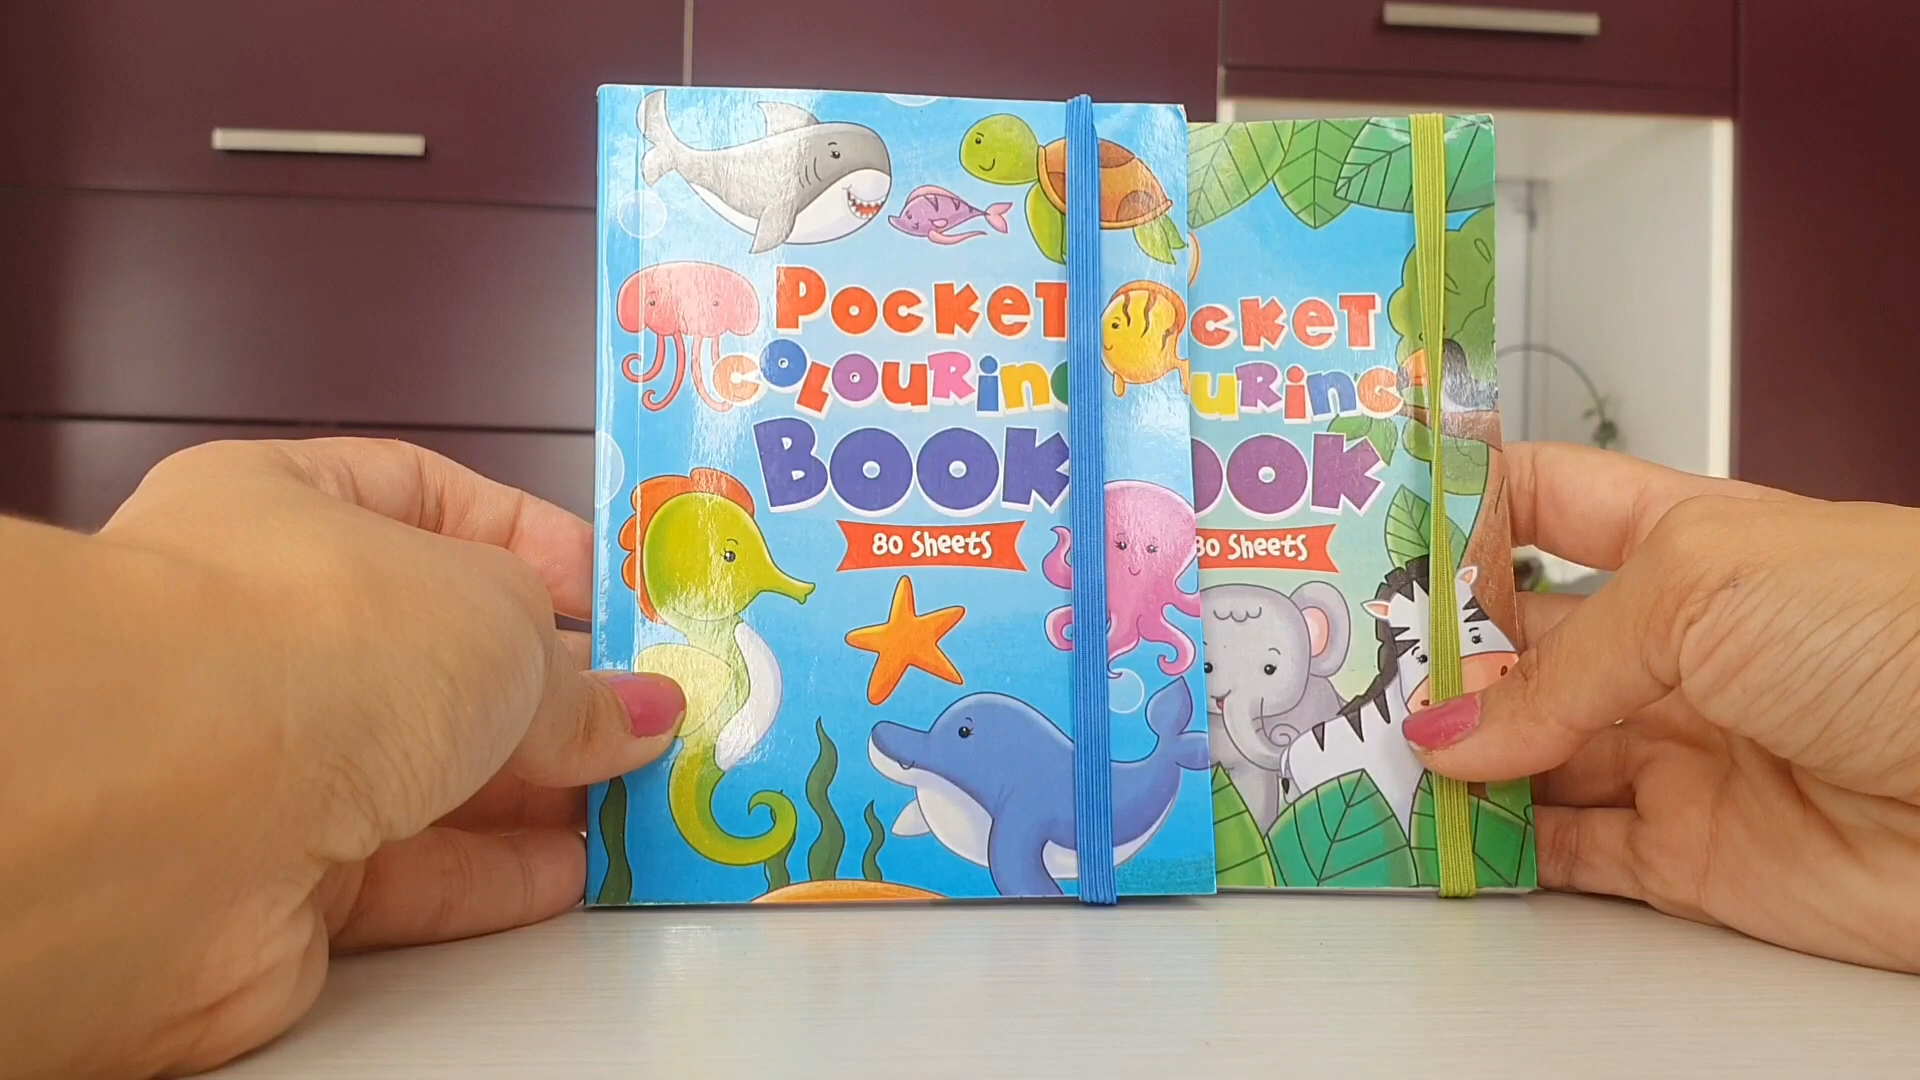 POCKET
COLOURING
BOOK
80 Sheets
CKET
URING
OOK
80 Sheets